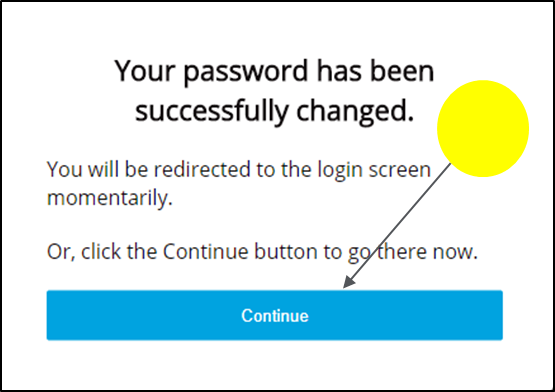 Your password has been
successfully changed.
You will be redirected to the login screen
momentarily.
Or, click the Continue button to go there now.
Continue